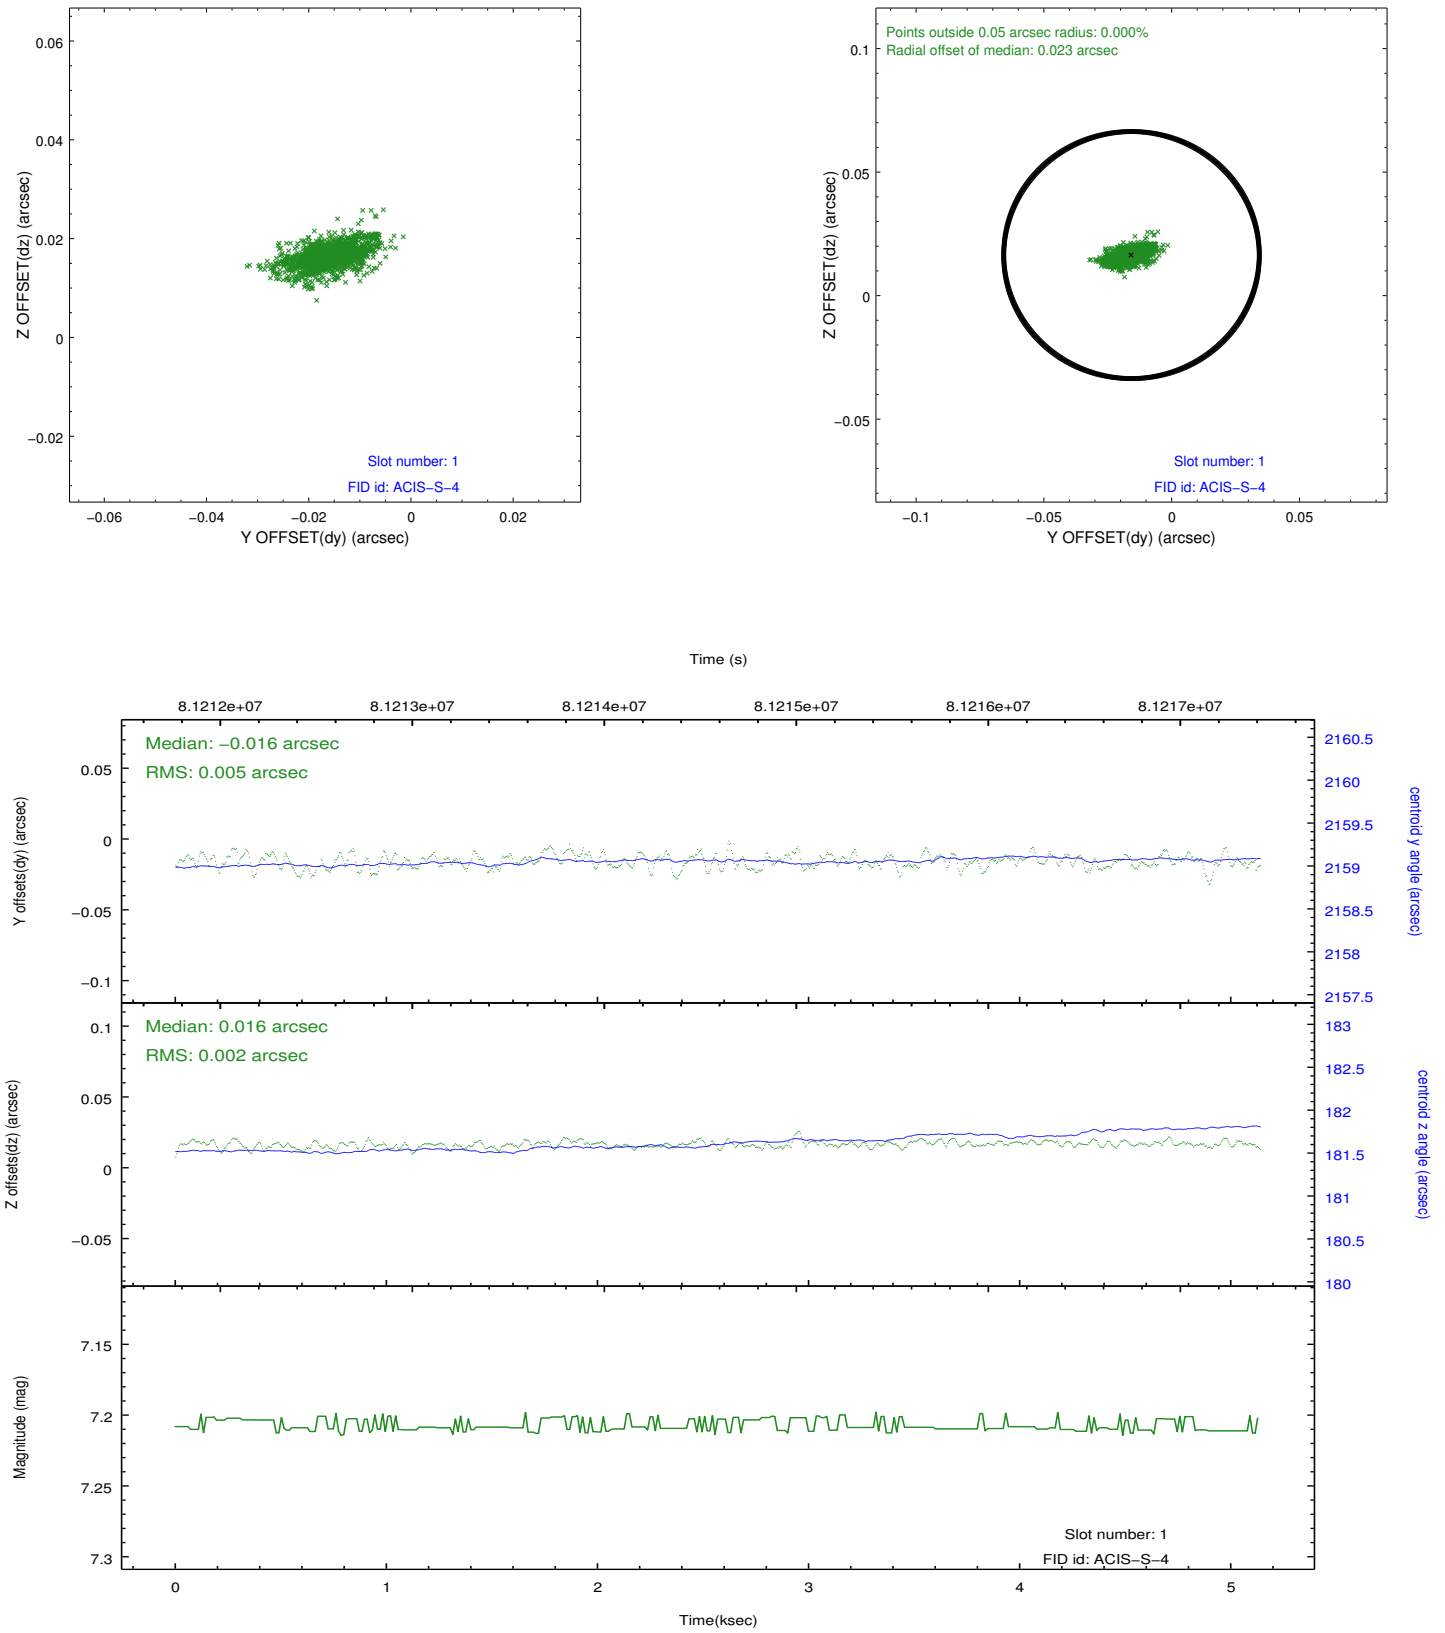 0.06
0.04
0.02
0
−0.02
−0.06
−0.04
−0.02
0
0.02
Z OFFSET(dz) (arcsec)
Y OFFSET(dy) (arcsec)
Slot number: 1
FID id: ACIS−S−4
Points outside 0.05 arcsec radius: 0.000%
Radial offset of median: 0.023 arcsec
0.1
0.05
0
−0.05
−0.1
−0.05
0
0.05
Z OFFSET(dz) (arcsec)
Y OFFSET(dy) (arcsec)
Slot number: 1
FID id: ACIS−S−4
Time (s)
8.1212e+07
8.1213e+07
8.1214e+07
8.1215e+07
8.1216e+07
8.1217e+07
Median: −0.016 arcsec
RMS: 0.005 arcsec
Y offsets(dy) (arcsec)
0.05
0
−0.05
−0.1
2160.5
2160
2159.5
2159
2158.5
2158
2157.5
centroid y angle (arcsec)
Median: 0.016 arcsec
RMS: 0.002 arcsec
Z offsets(dz) (arcsec)
0.1
0.05
0
−0.05
183
182.5
182
181.5
181
180.5
180
centroid z angle (arcsec)
Magnitude (mag)
7.15
7.2
7.25
7.3
Slot number: 1
FID id: ACIS−S−4
0
1
2
3
4
5
Time(ksec)